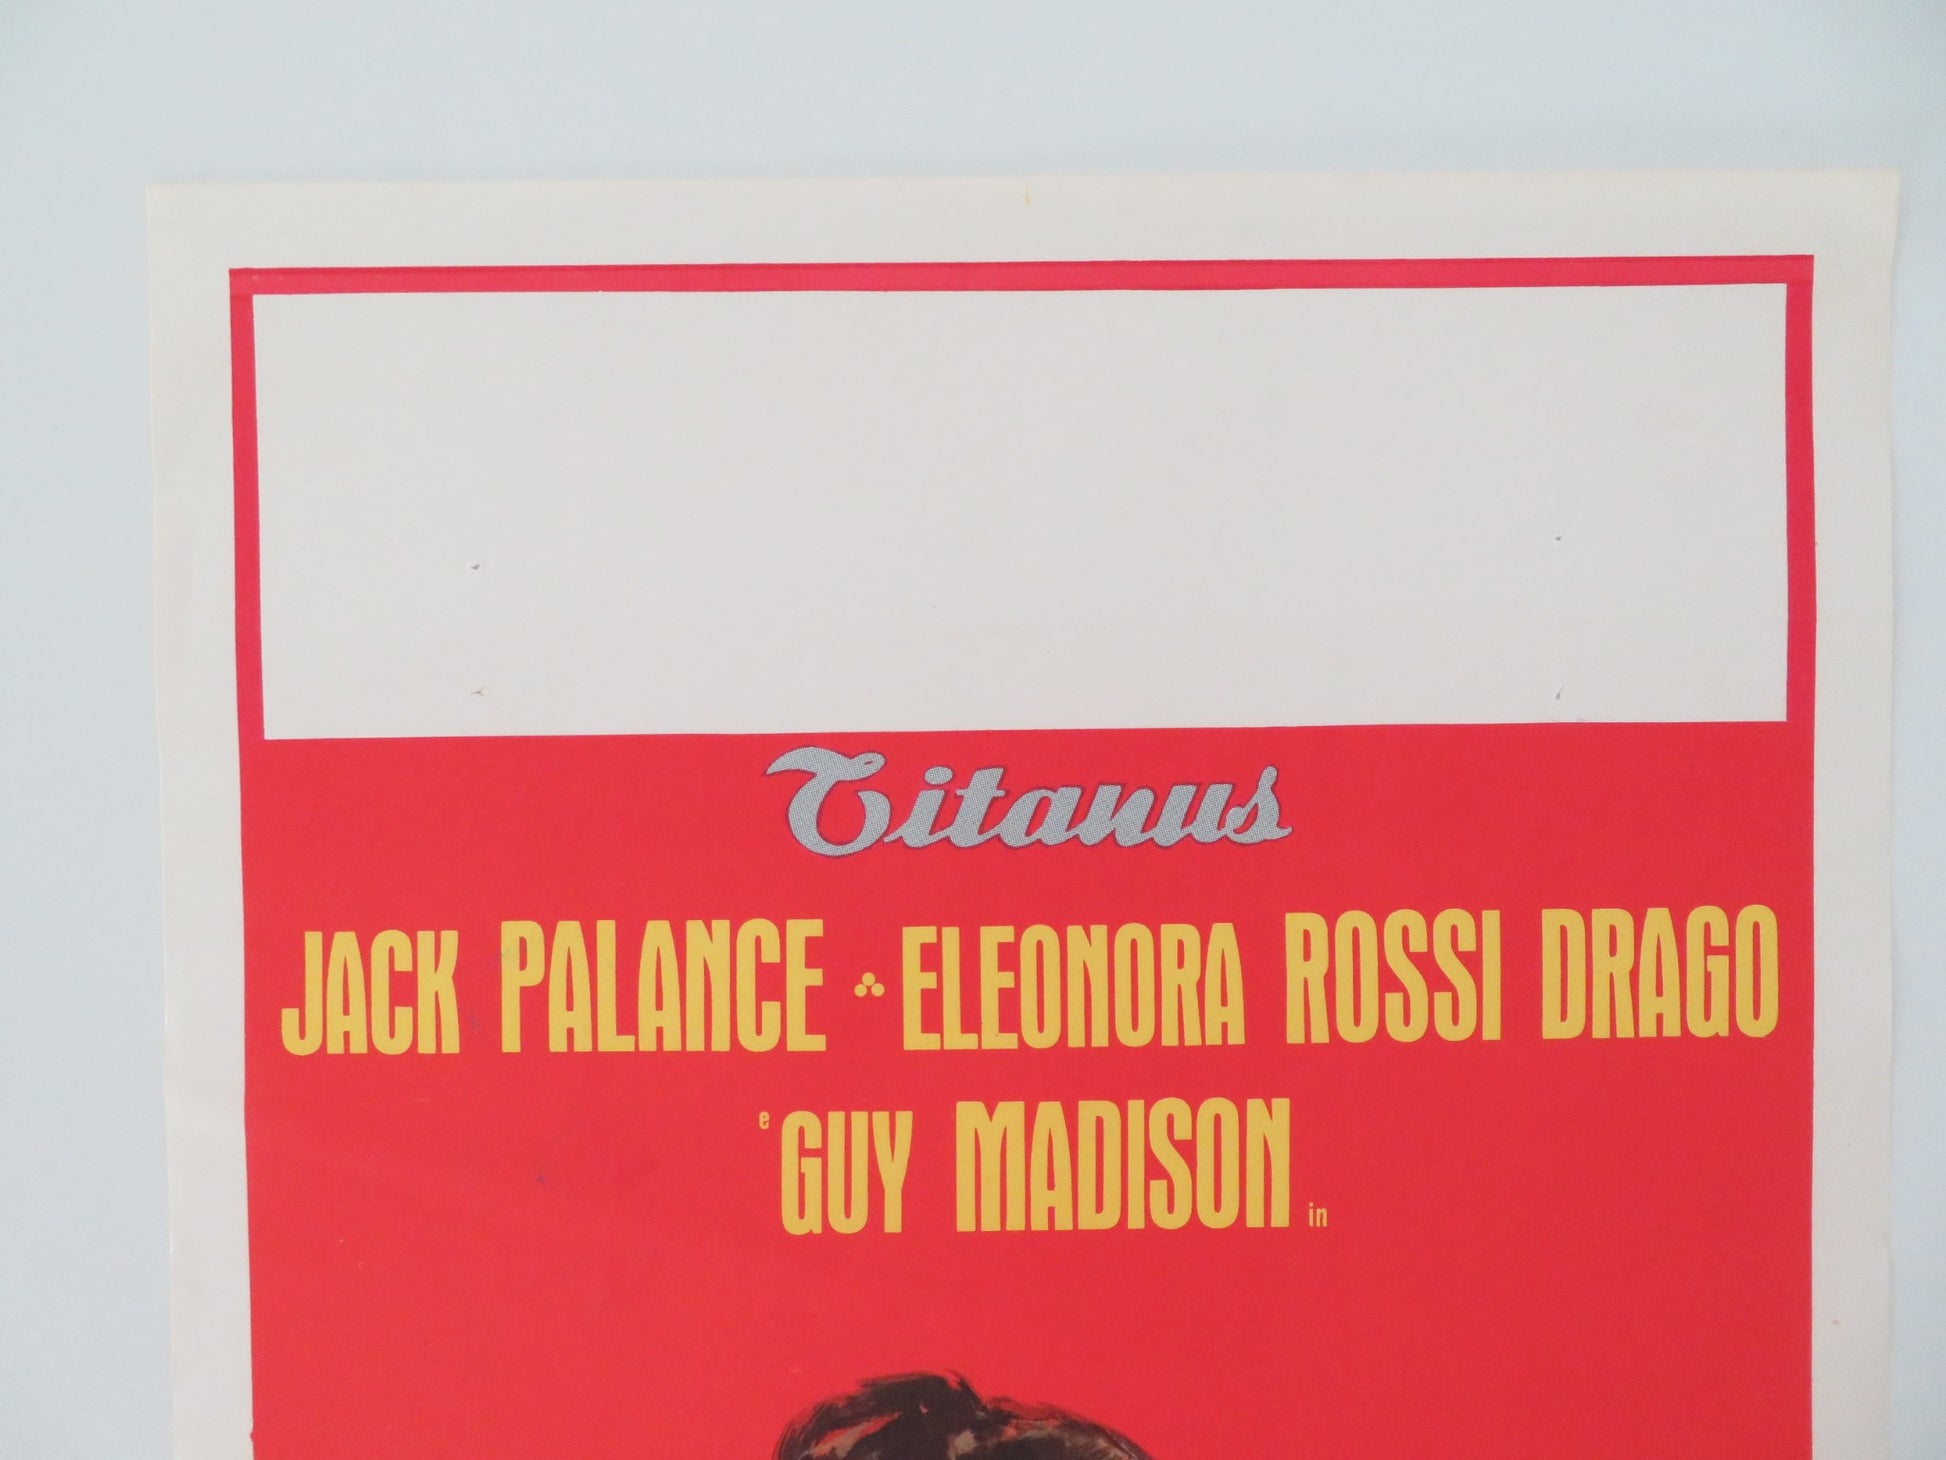 Titanus
JACK PALANCE ∴ ELEONORA ROSSI DRAGO
e GUY MADISON in